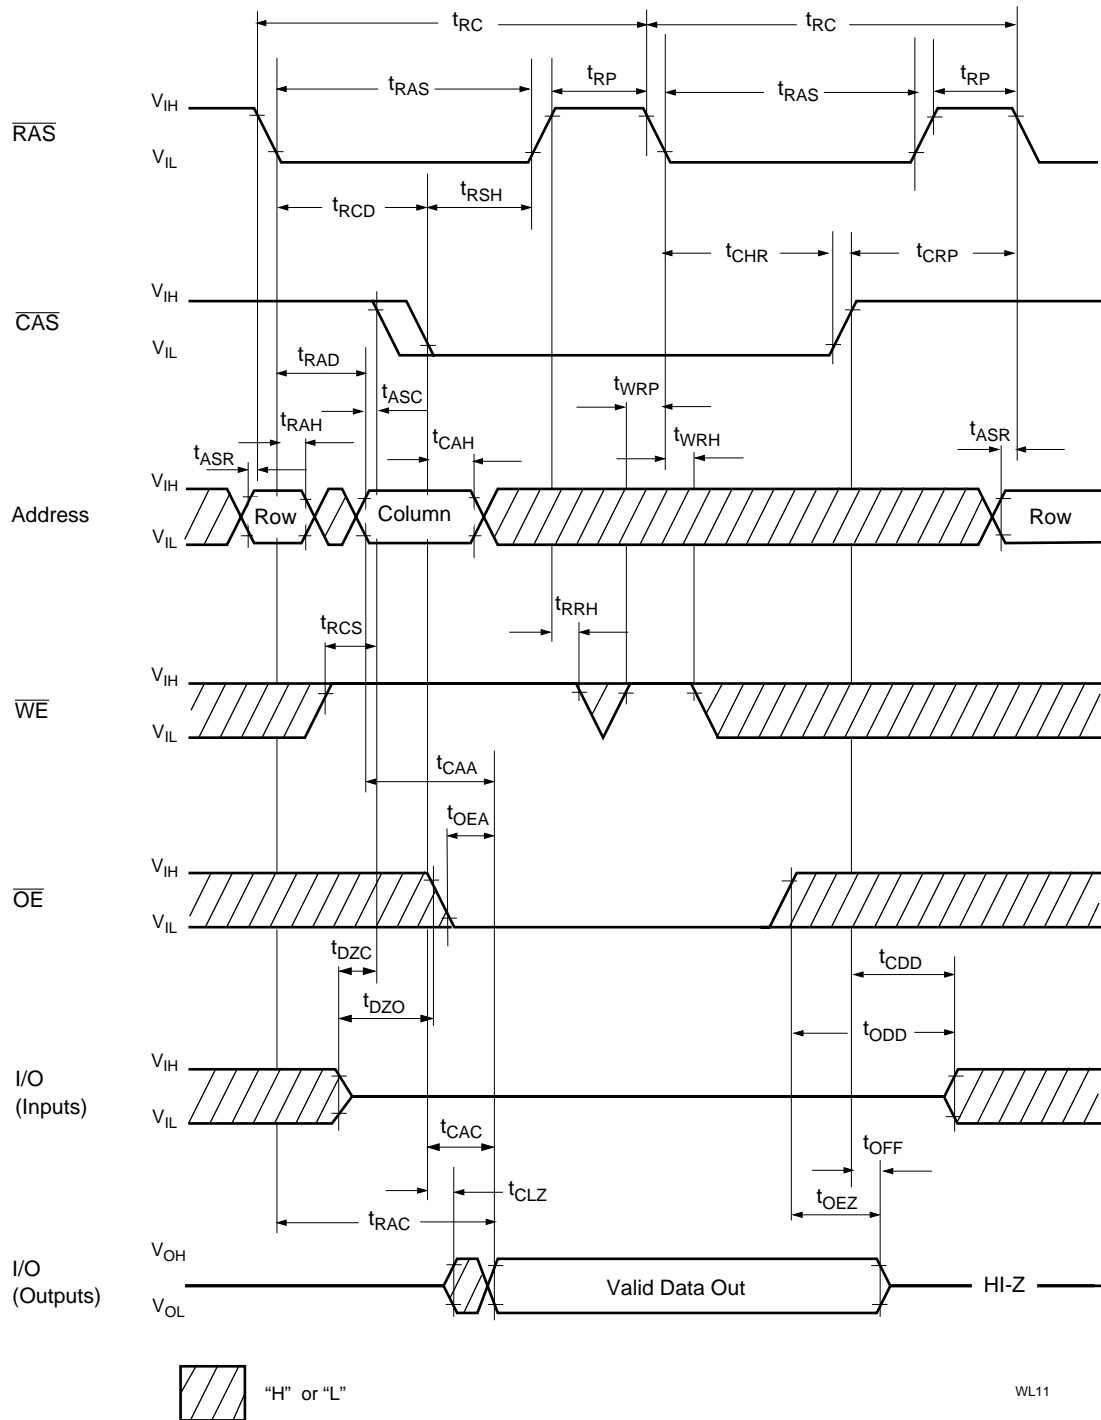 tRC tRC
tRAS tRP tRAS tRP
RAS VIH
VIL
tRCD tRSH
tCHR tCRP
CAS VIH
VIL
tRAD
tASC tWRP
tRAH tCAH tWRH
tASR tASR
Address VIH
VIL
Row Column Row
tRRH
tRCS
WE VIH
VIL
tCAA
tOEA
OE VIH
VIL
tDZC tCDD
tDZO tODD
I/O
(Inputs)
VIH
VIL
tCAC tOFF
tCLZ tOEZ
tRAC
I/O
(Outputs)
VOH
VOL
Valid Data Out HI-Z
“H” or “L”
WL11